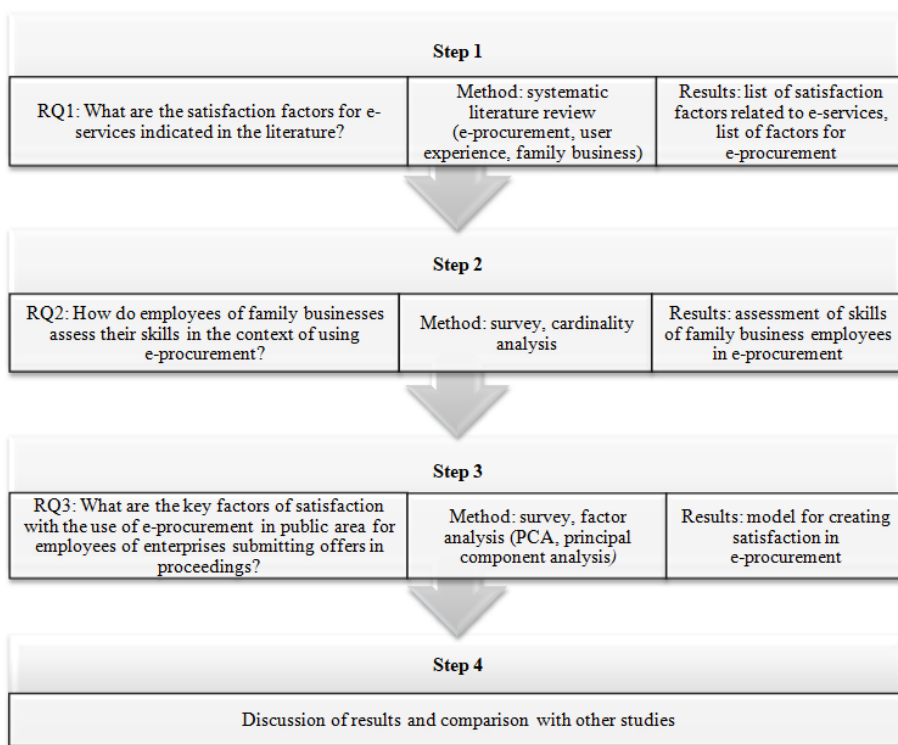 Step 1
RQ1: What are the satisfaction factors for e-
services indicated in the literature?
Method: systematic
literature review
(e-procurement, user
experience, family business)
Results: list of satisfaction
factors related to e-services,
list of factors for
e-procurement
Step 2
RQ2: How do employees of family businesses
assess their skills in the context of using
e-procurement?
Method: survey, cardinality
analysis
Results: assessment of skills
of family business employees
in e-procurement
Step 3
RQ3: What are the key factors of satisfaction
with the use of e-procurement in public area for
employees of enterprises submitting offers in
proceedings?
Method: survey, factor
analysis (PCA, principal
component analysis)
Results: model for creating
satisfaction in
e-procurement
Step 4
Discussion of results and comparison with other studies